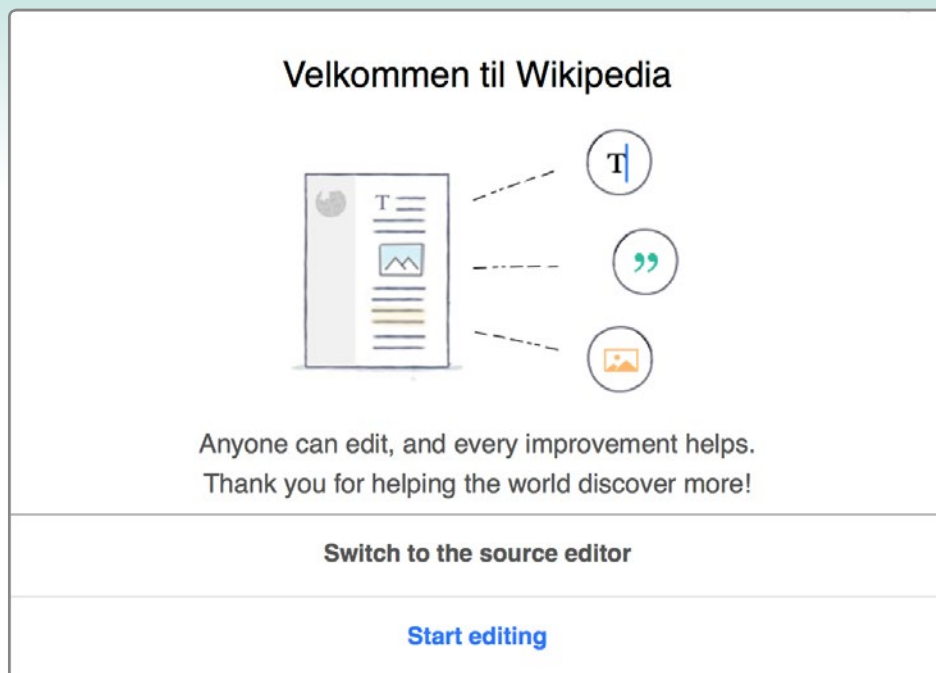 Velkommen til Wikipedia
T
T
Anyone can edit, and every improvement helps.
Thank you for helping the world discover more!
Switch to the source editor
Start editing